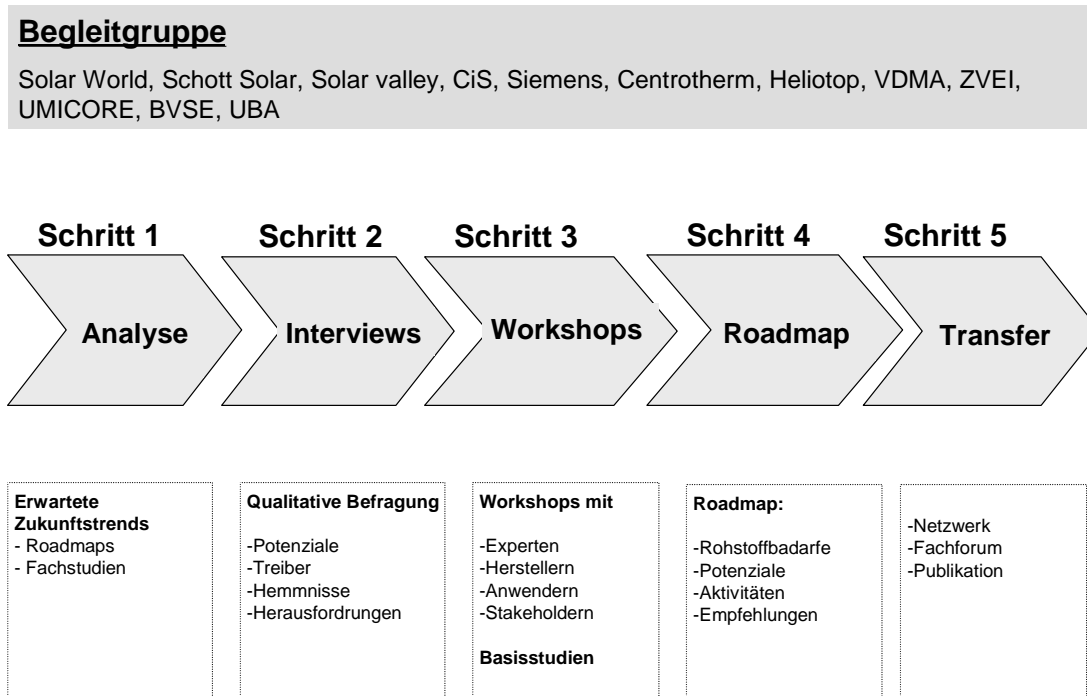 Begleitgruppe
Solar World, Schott Solar, Solar valley, CiS, Siemens, Centrotherm, Heliotop, VDMA, ZVEI,
UMICORE, BVSE, UBA
Schritt 1
Schritt 2
Schritt 3
Schritt 4
Schritt 5
Analyse
Interviews
Workshops
Roadmap
Transfer
Erwartete
Zukunftstrends
- Roadmaps
- Fachstudien
Qualitative Befragung
-Potenziale
-Treiber
-Hemmnisse
-Herausfordrungen
Workshops mit
-Experten
-Herstellern
-Anwendern
-Stakeholdern
Basisstudien
Roadmap:
-Rohstoffbadarfe
-Potenziale
-Aktivitäten
-Empfehlungen
-Netzwerk
-Fachforum
-Publikation